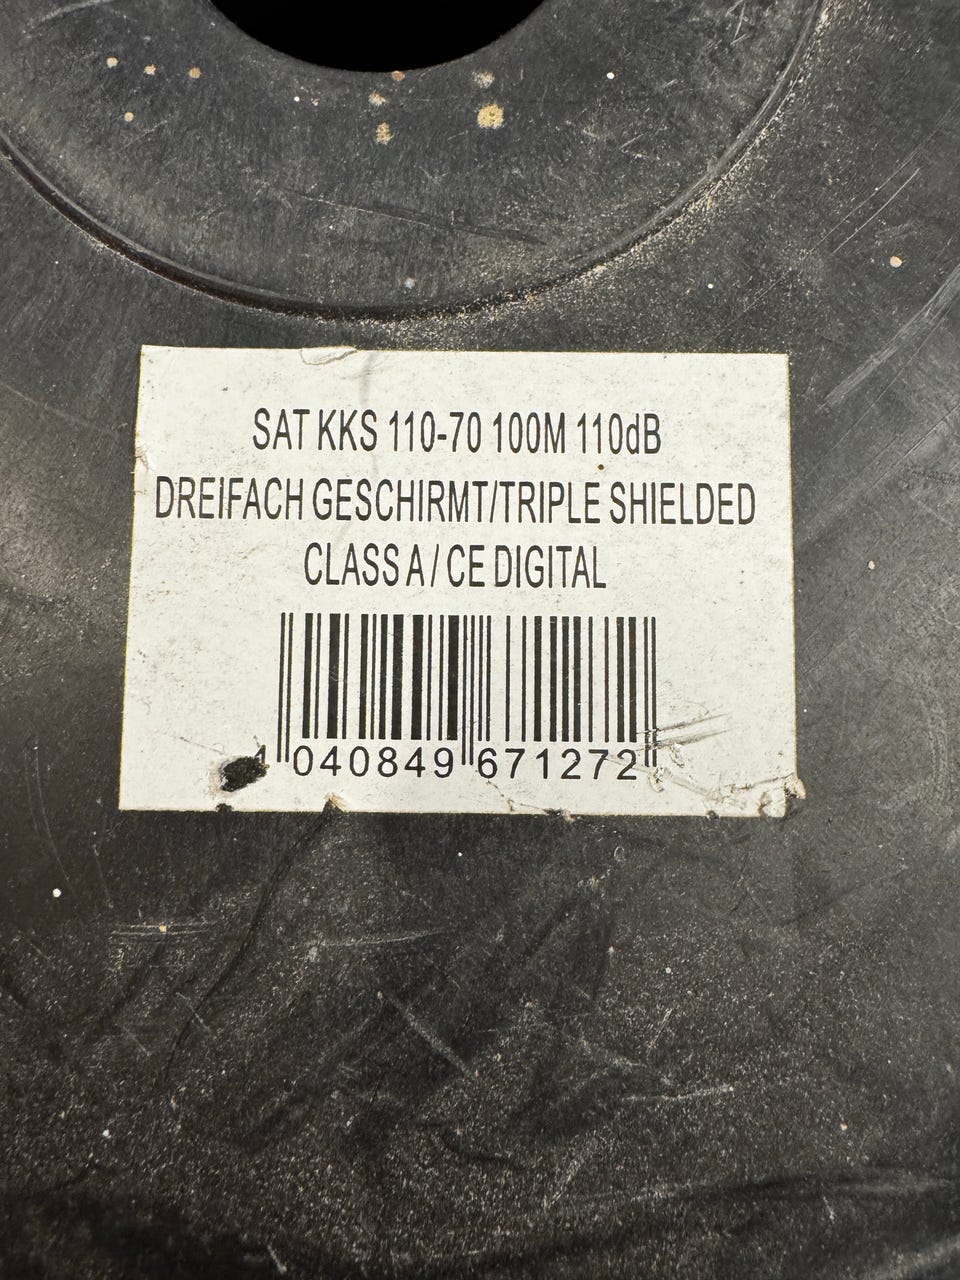 SAT KKS 110-70 100M 110dB
DREIFACH GESCHIRMT/TRIPLE SHIELDED
CLASS A / CE DIGITAL
4 040849 671272